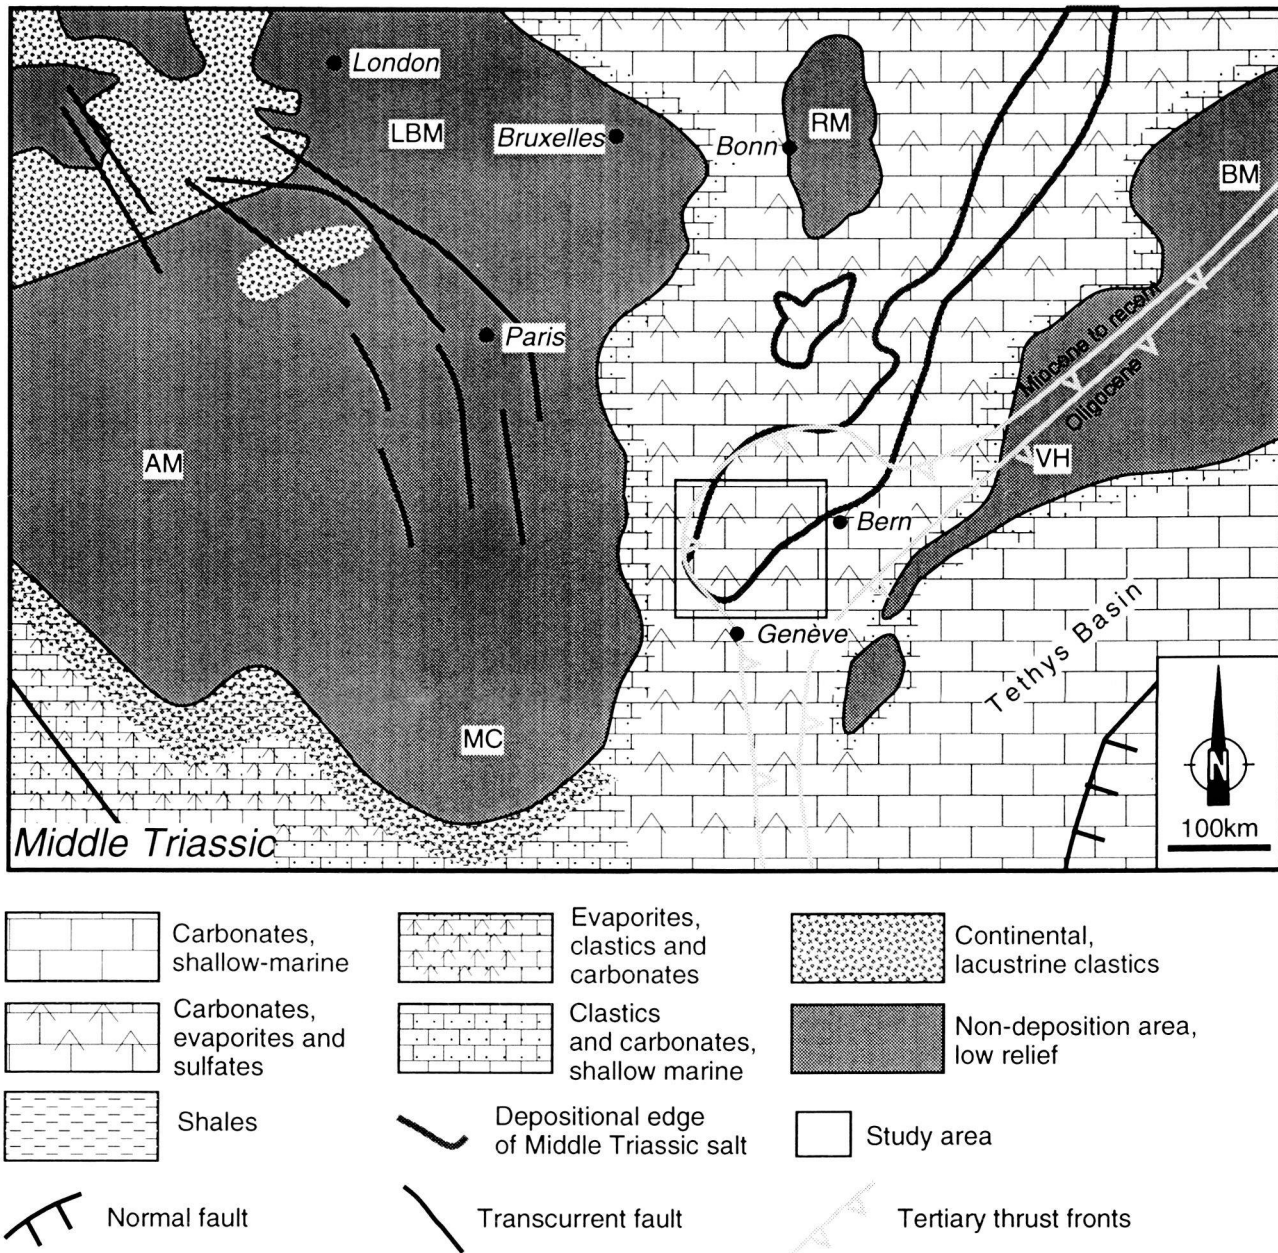 London
LBM
Bruxelles
Bonn
RM
BM
Paris
Miocene to recent
Oligocene
AM
VH
Bern
Genève
Tethys Basin
MC
N
100km
Middle Triassic
Carbonates,
shallow-marine
Evaporites,
clastics and
carbonates
Continental,
lacustrine clastics
Carbonates,
evaporites and
sulfates
Clastics
and carbonates,
shallow marine
Non-deposition area,
low relief
Shales
Depositional edge
of Middle Triassic salt
Study area
Normal fault
Transcurrent fault
Tertiary thrust fronts